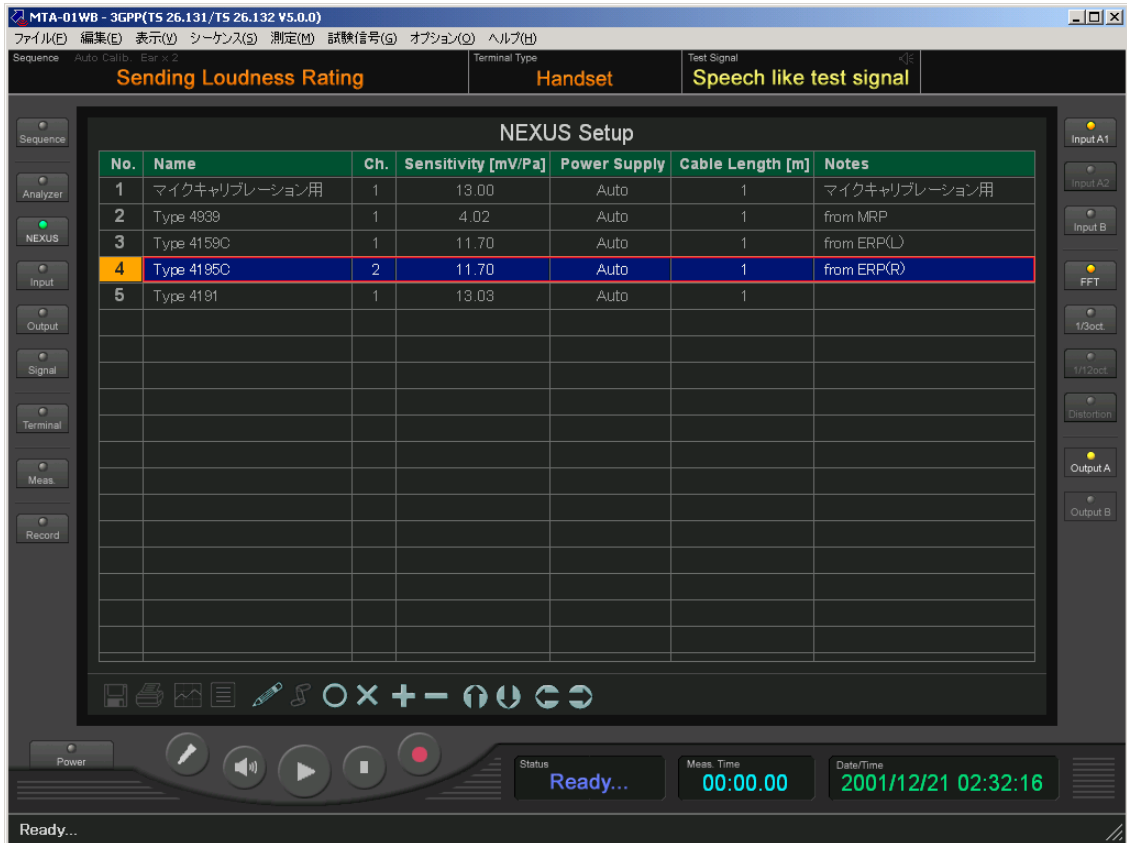 MTA-01WB - 3GPP(TS 26.131/TS 26.132 V5.0.0)
ファイル(F) 編集(E) 表示(V) シーケンス(S) 測定(M) 試験信号(G) オプション(O) ヘルプ(H)
Sequence Auto Calib. Ear x 2 Terminal Type Test Signal
Sending Loudness Rating Handset Speech like test signal
NEXUS Setup
No. Name Ch. Sensitivity [mV/Pa] Power Supply Cable Length [m] Notes
1 マイクキャリブレーション用 1 13.00 Auto 1 マイクキャリブレーション用
2 Type 4939 1 4.02 Auto 1 from MRP
3 Type 4159C 1 11.70 Auto 1 from ERP(L)
4 Type 4195C 2 11.70 Auto 1 from ERP(R)
5 Type 4191 1 13.03 Auto 1
Sequence
Analyzer
NEXUS
Input
Output
Signal
Terminal
Meas.
Record
Input A1
Input A2
Input B
FFT
1/3oct.
1/12oct.
Distortion
Output A
Output B
Power
Status Meas. Time Date/Time
Ready... 00:00.00 2001/12/21 02:32:16
Ready...